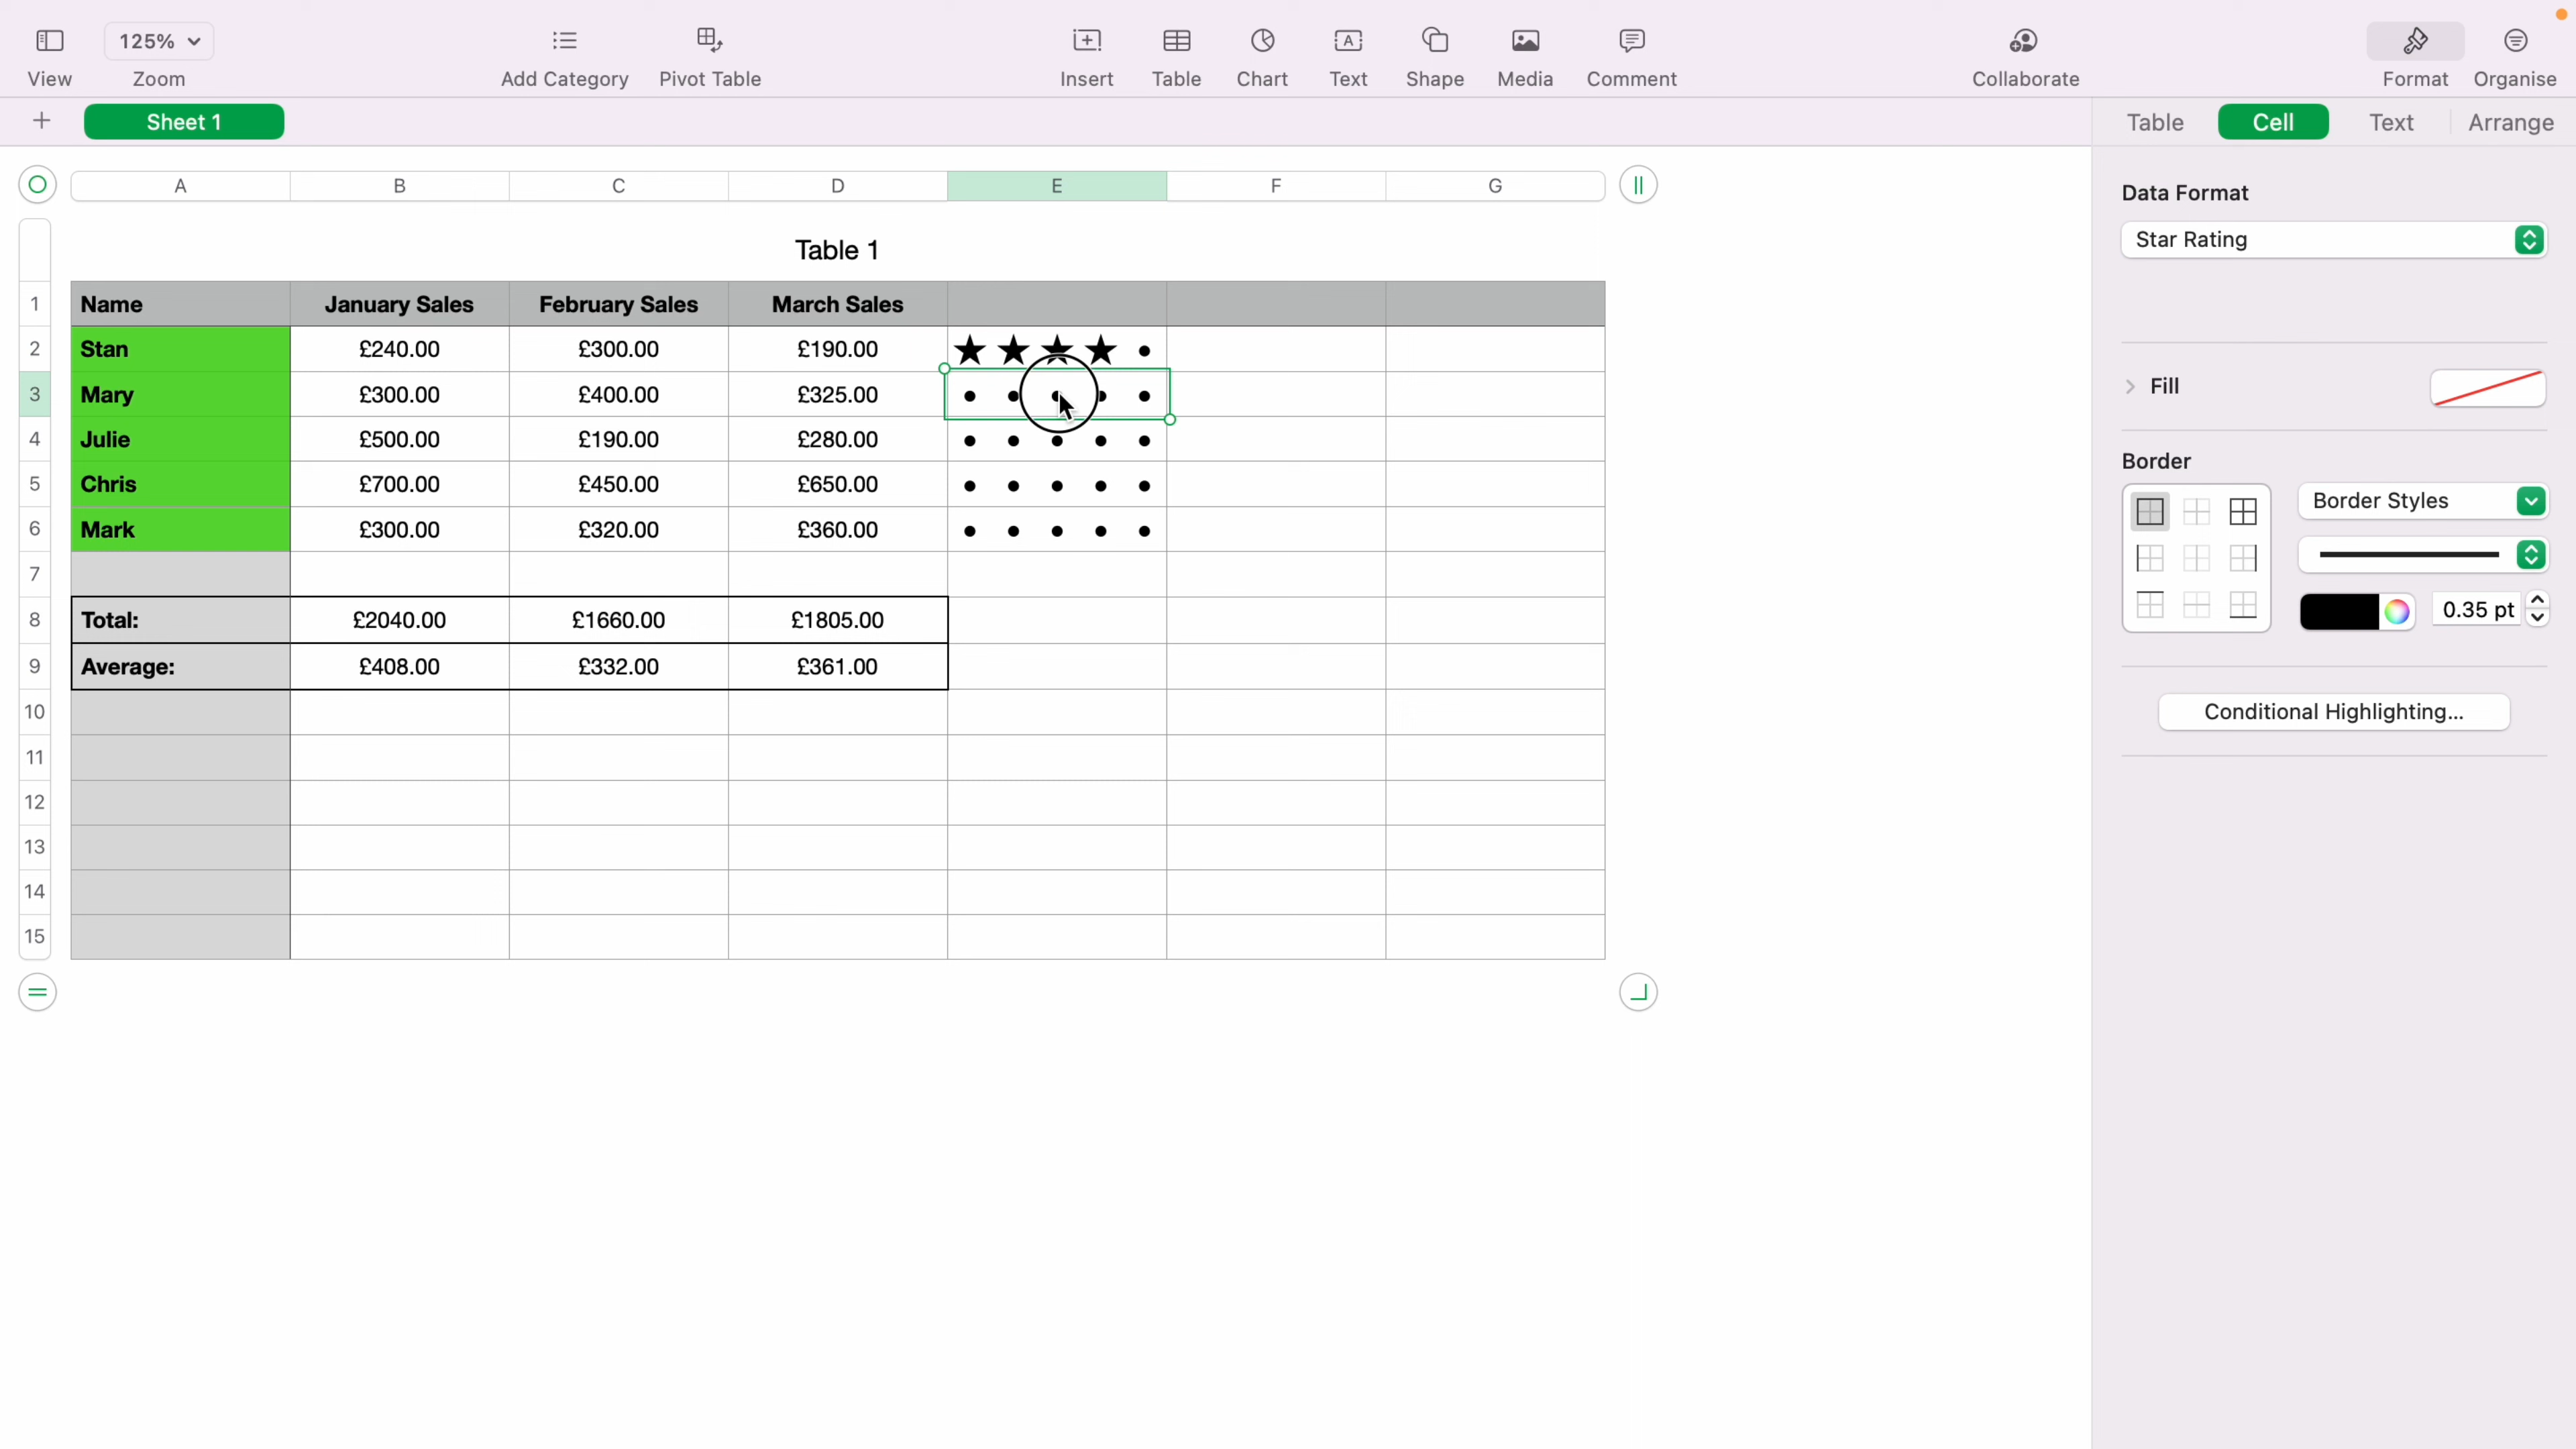 125%
View Zoom Add Category Pivot Table Insert Table Chart Text Shape Media Comment Collaborate Format Organise
+ Sheet 1 Table Cell Text Arrange
A B C D E F G
Table 1
1 Name January Sales February Sales March Sales
2 Stan £240.00 £300.00 £190.00 ★ ★ ★ ★ •
3 Mary £300.00 £400.00 £325.00 • • • • •
4 Julie £500.00 £190.00 £280.00 • • • • •
5 Chris £700.00 £450.00 £650.00 • • • • •
6 Mark £300.00 £320.00 £360.00 • • • • •
7
8 Total: £2040.00 £1660.00 £1805.00
9 Average: £408.00 £332.00 £361.00
10
11
12
13
14
15
Data Format
Star Rating
Fill
Border
Border Styles
0.35 pt
Conditional Highlighting...